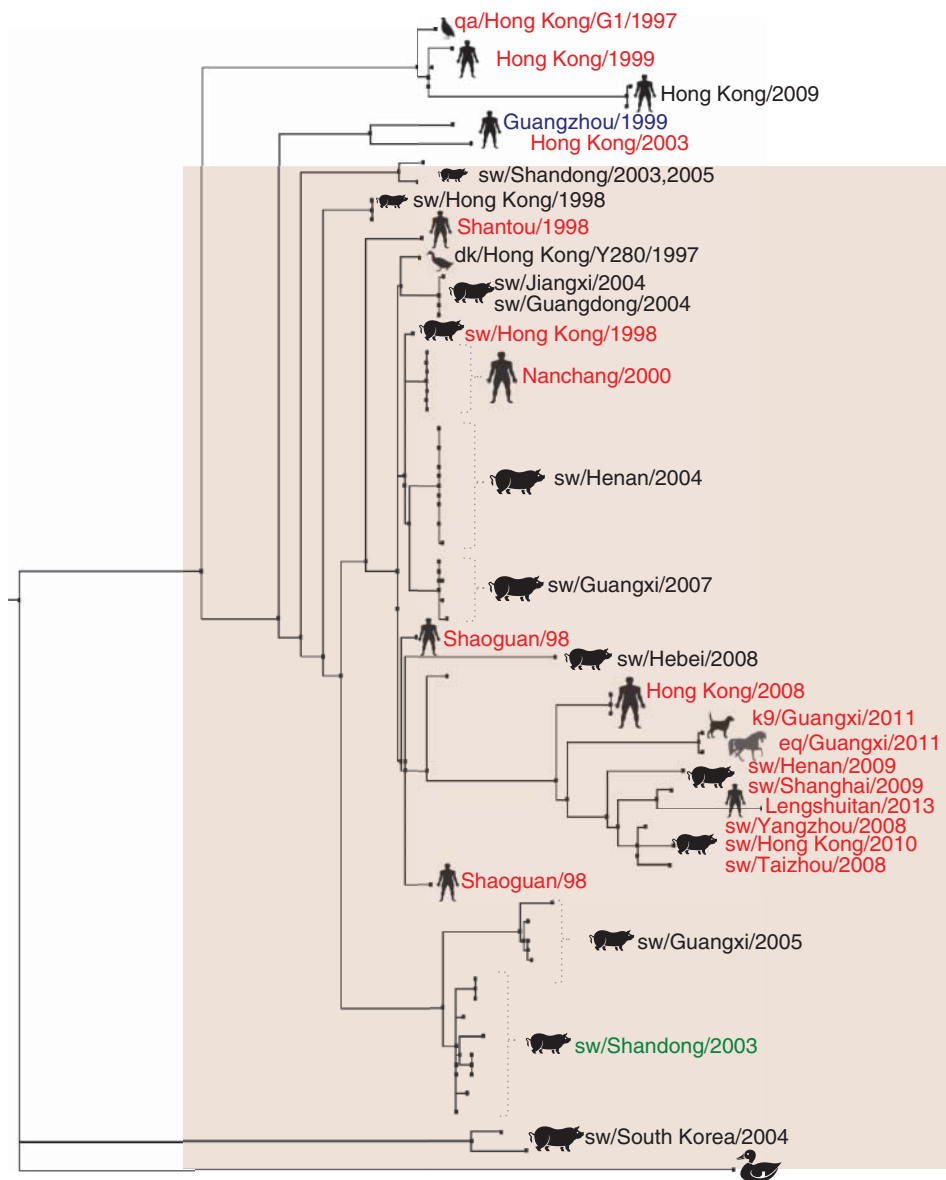 qa/Hong Kong/G1/1997
Hong Kong/1999
Hong Kong/2009
Guangzhou/1999
Hong Kong/2003
sw/Shandong/2003,2005
sw/Hong Kong/1998
Shantou/1998
dk/Hong Kong/Y280/1997
sw/Jiangxi/2004
sw/Guangdong/2004
sw/Hong Kong/1998
Nanchang/2000
sw/Henan/2004
sw/Guangxi/2007
Shaoguan/98
sw/Hebei/2008
Hong Kong/2008
k9/Guangxi/2011
eq/Guangxi/2011
sw/Henan/2009
sw/Shanghai/2009
Lengshuitan/2013
sw/Yangzhou/2008
sw/Hong Kong/2010
sw/Taizhou/2008
Shaoguan/98
sw/Guangxi/2005
sw/Shandong/2003
sw/South Korea/2004